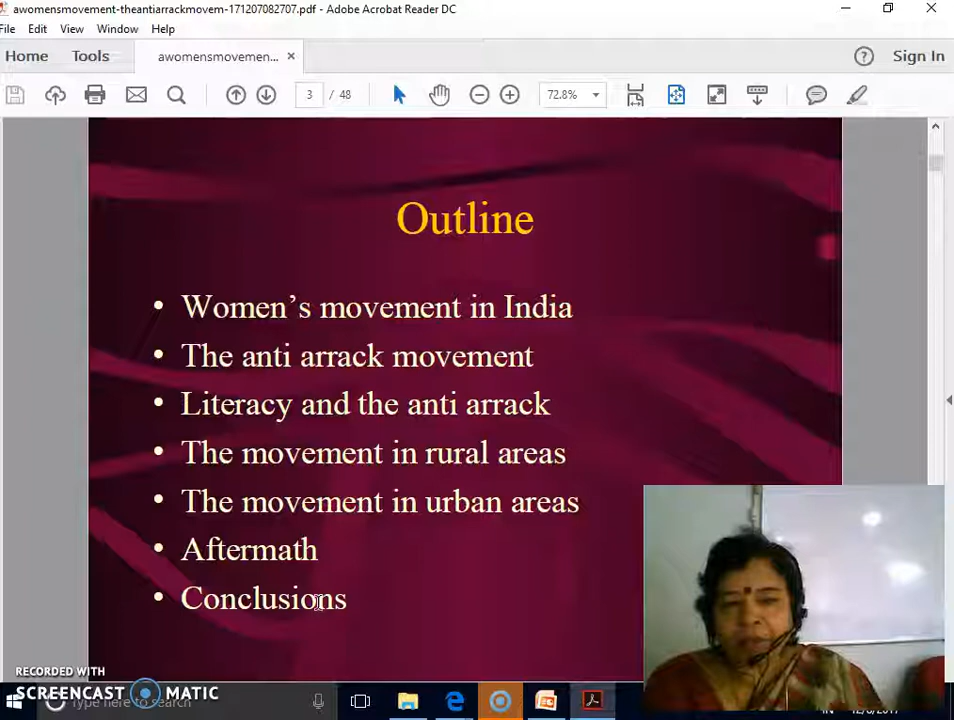 awomensmovement-theantiarrackmovem-171207082707.pdf - Adobe Acrobat Reader DC
File Edit View Window Help
Home Tools awomensmovemen... Sign In
3 / 48 72.8%
Outline
• Women's movement in India
• The anti arrack movement
• Literacy and the anti arrack
• The movement in rural areas
• The movement in urban areas
• Aftermath
• Conclusions
RECORDED WITH
SCREENCAST MATIC
Type here to search